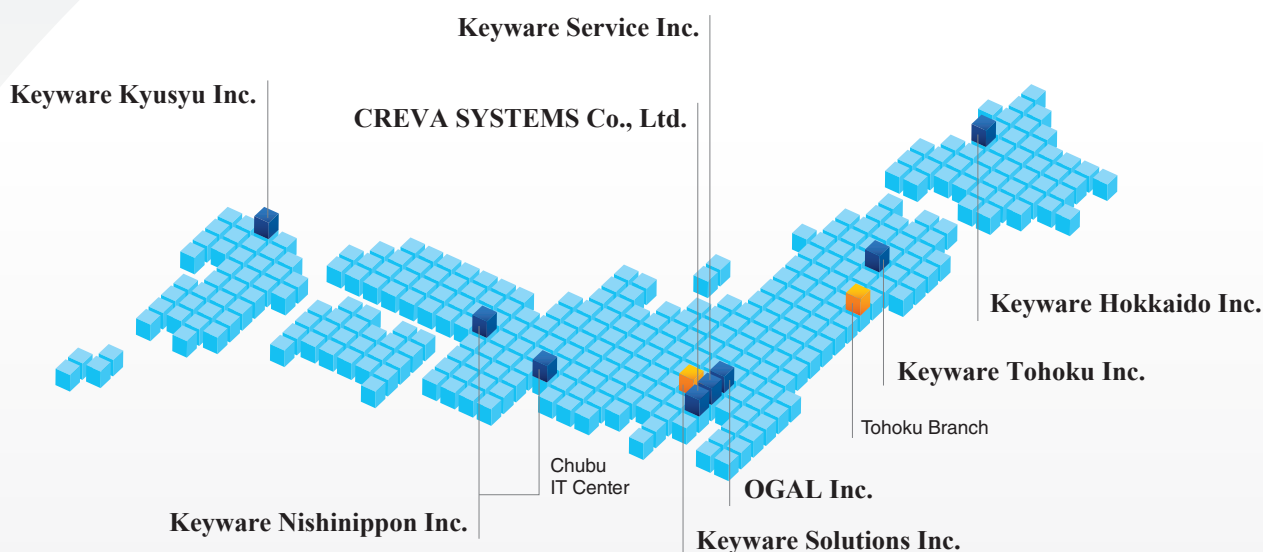 Keyware Service Inc.
Keyware Kyusyu Inc.
CREVA SYSTEMS Co., Ltd.
Keyware Hokkaido Inc.
Keyware Tohoku Inc.
Tohoku Branch
Chubu
IT Center
OGAL Inc.
Keyware Nishinippon Inc.
Keyware Solutions Inc.